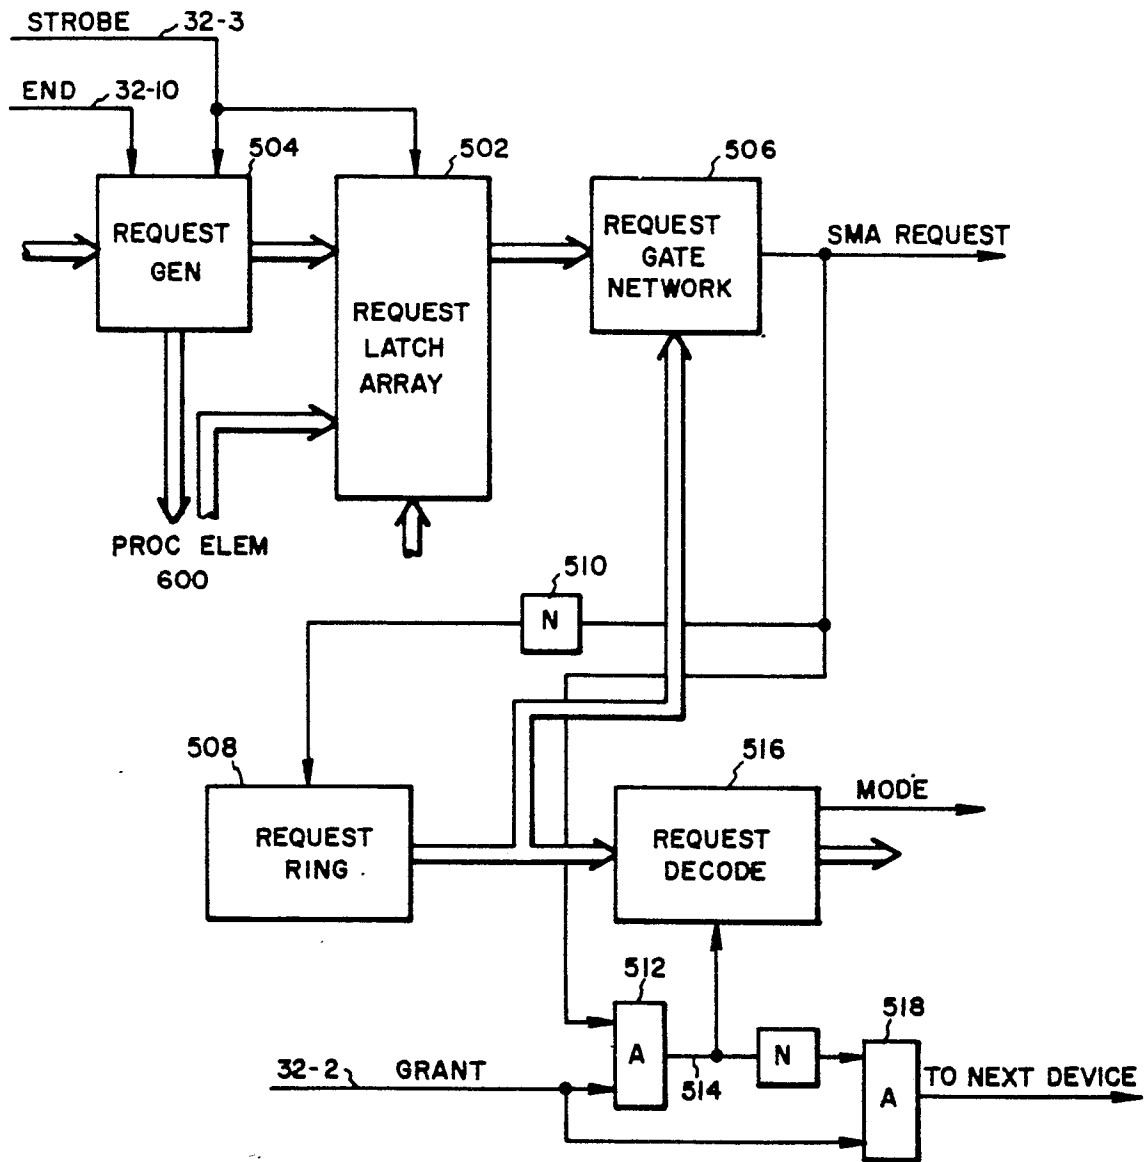 STROBE 32-3
END 32-10
504
502
506
REQUEST
GEN
REQUEST
LATCH
ARRAY
REQUEST
GATE
NETWORK
SMA REQUEST
PROC ELEM
600
510
N
508
REQUEST
RING
516
REQUEST
DECODE
MODE
512
A
514
N
518
A
32-2 GRANT
TO NEXT DEVICE